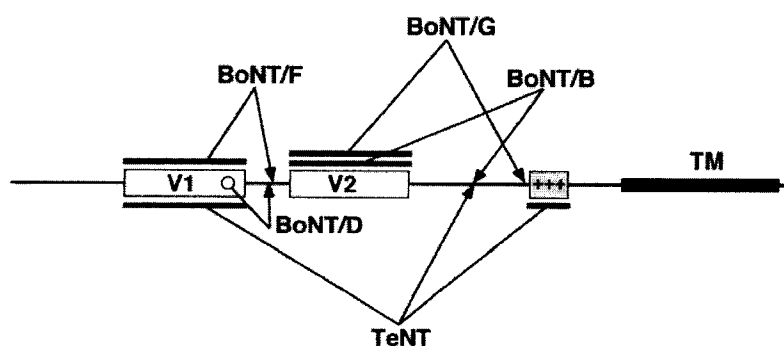 BoNT/G
BoNT/F
BoNT/B
V1
V2
+++
TM
BoNT/D
TeNT